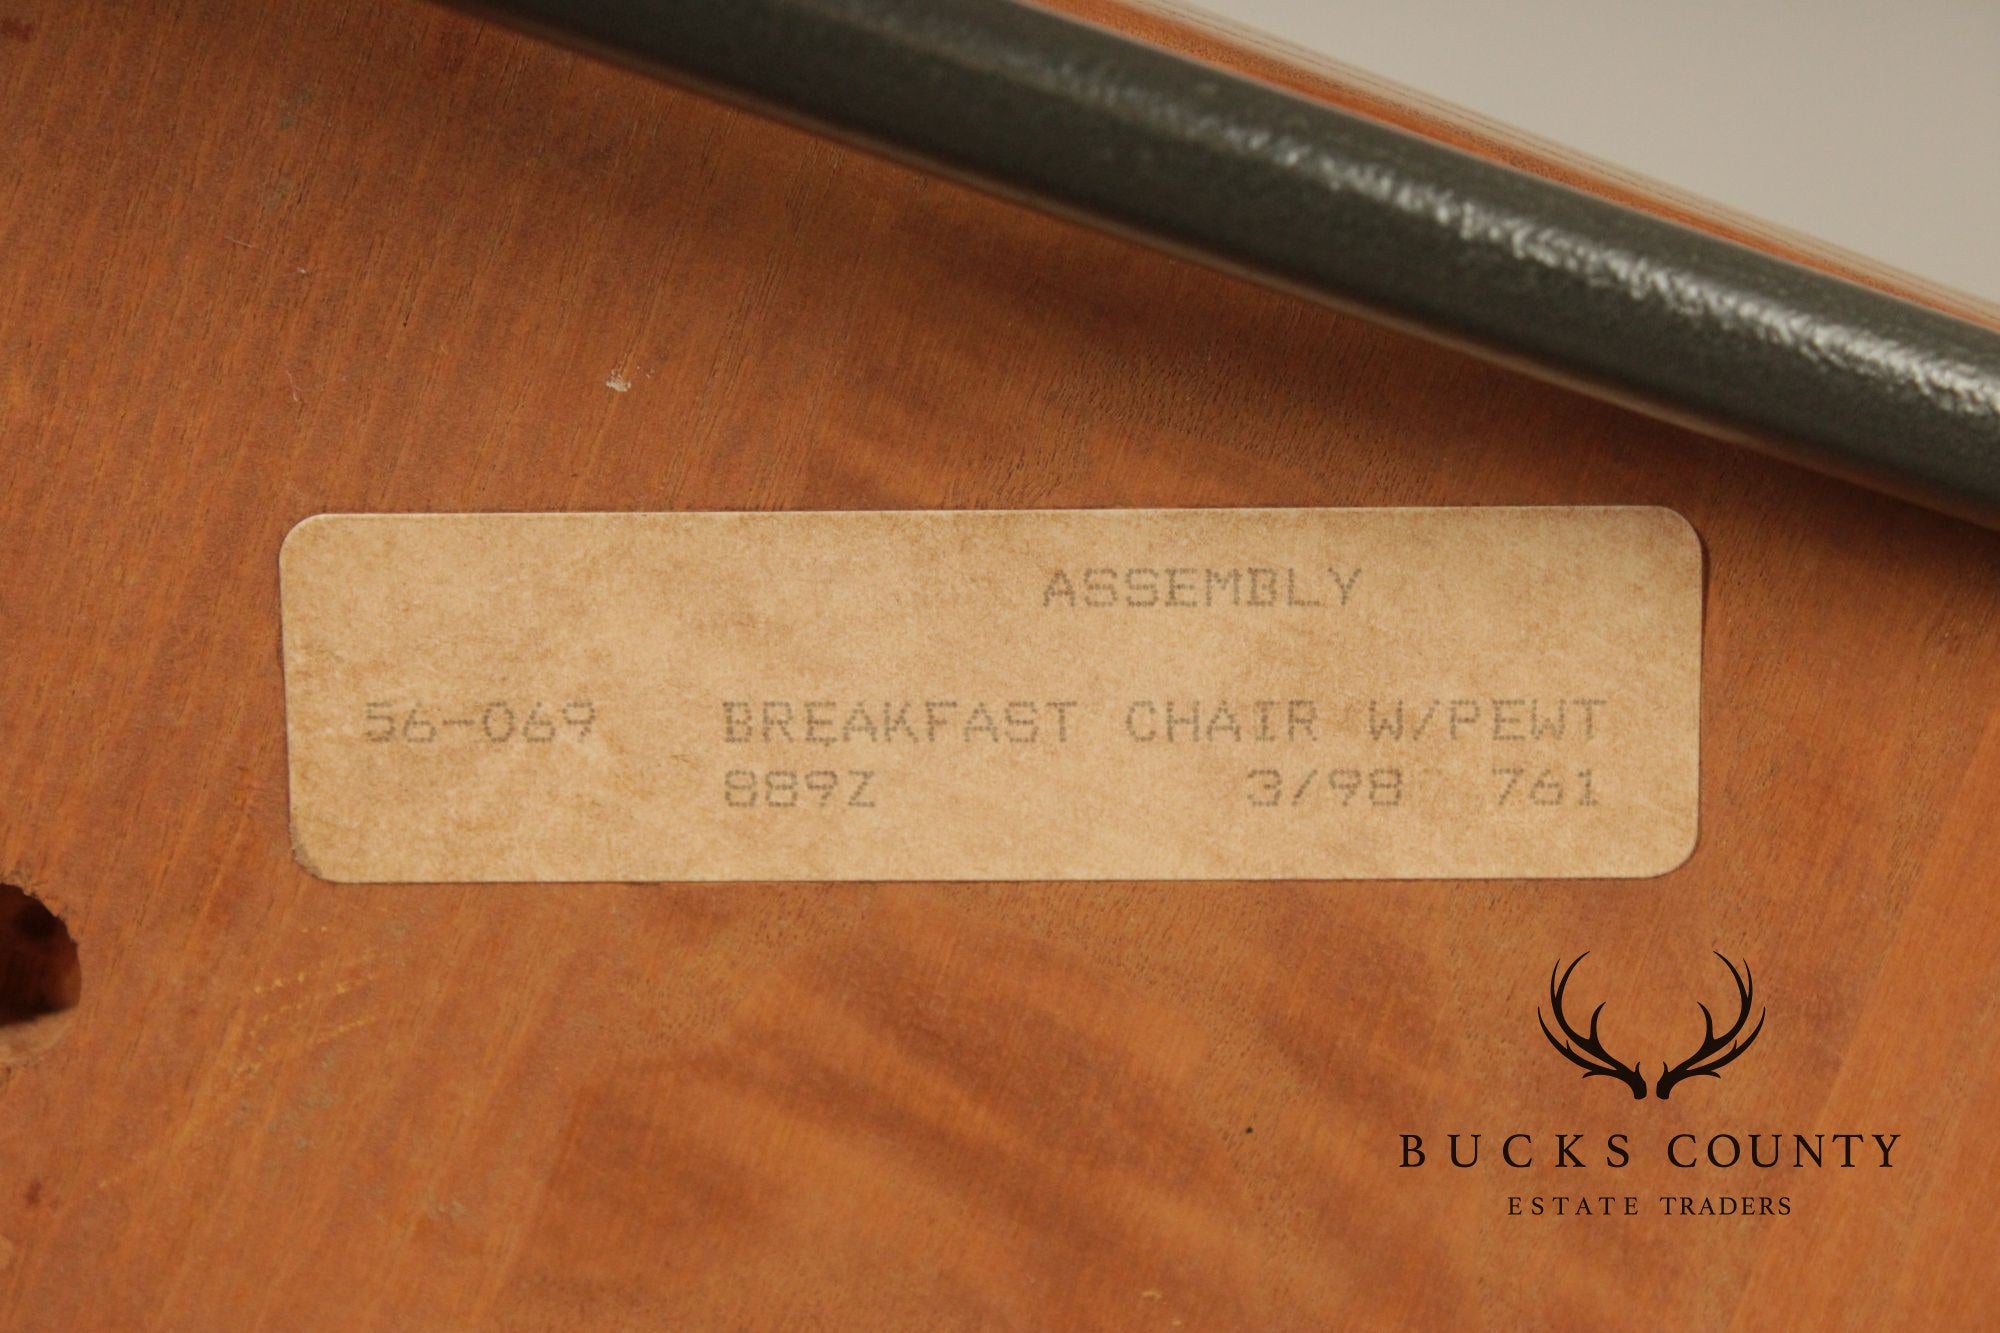 ASSEMBLY
56-069 BREAKFAST CHAIR W/PEWT
889Z 3/98 761
BUCKS COUNTY
ESTATE TRADERS